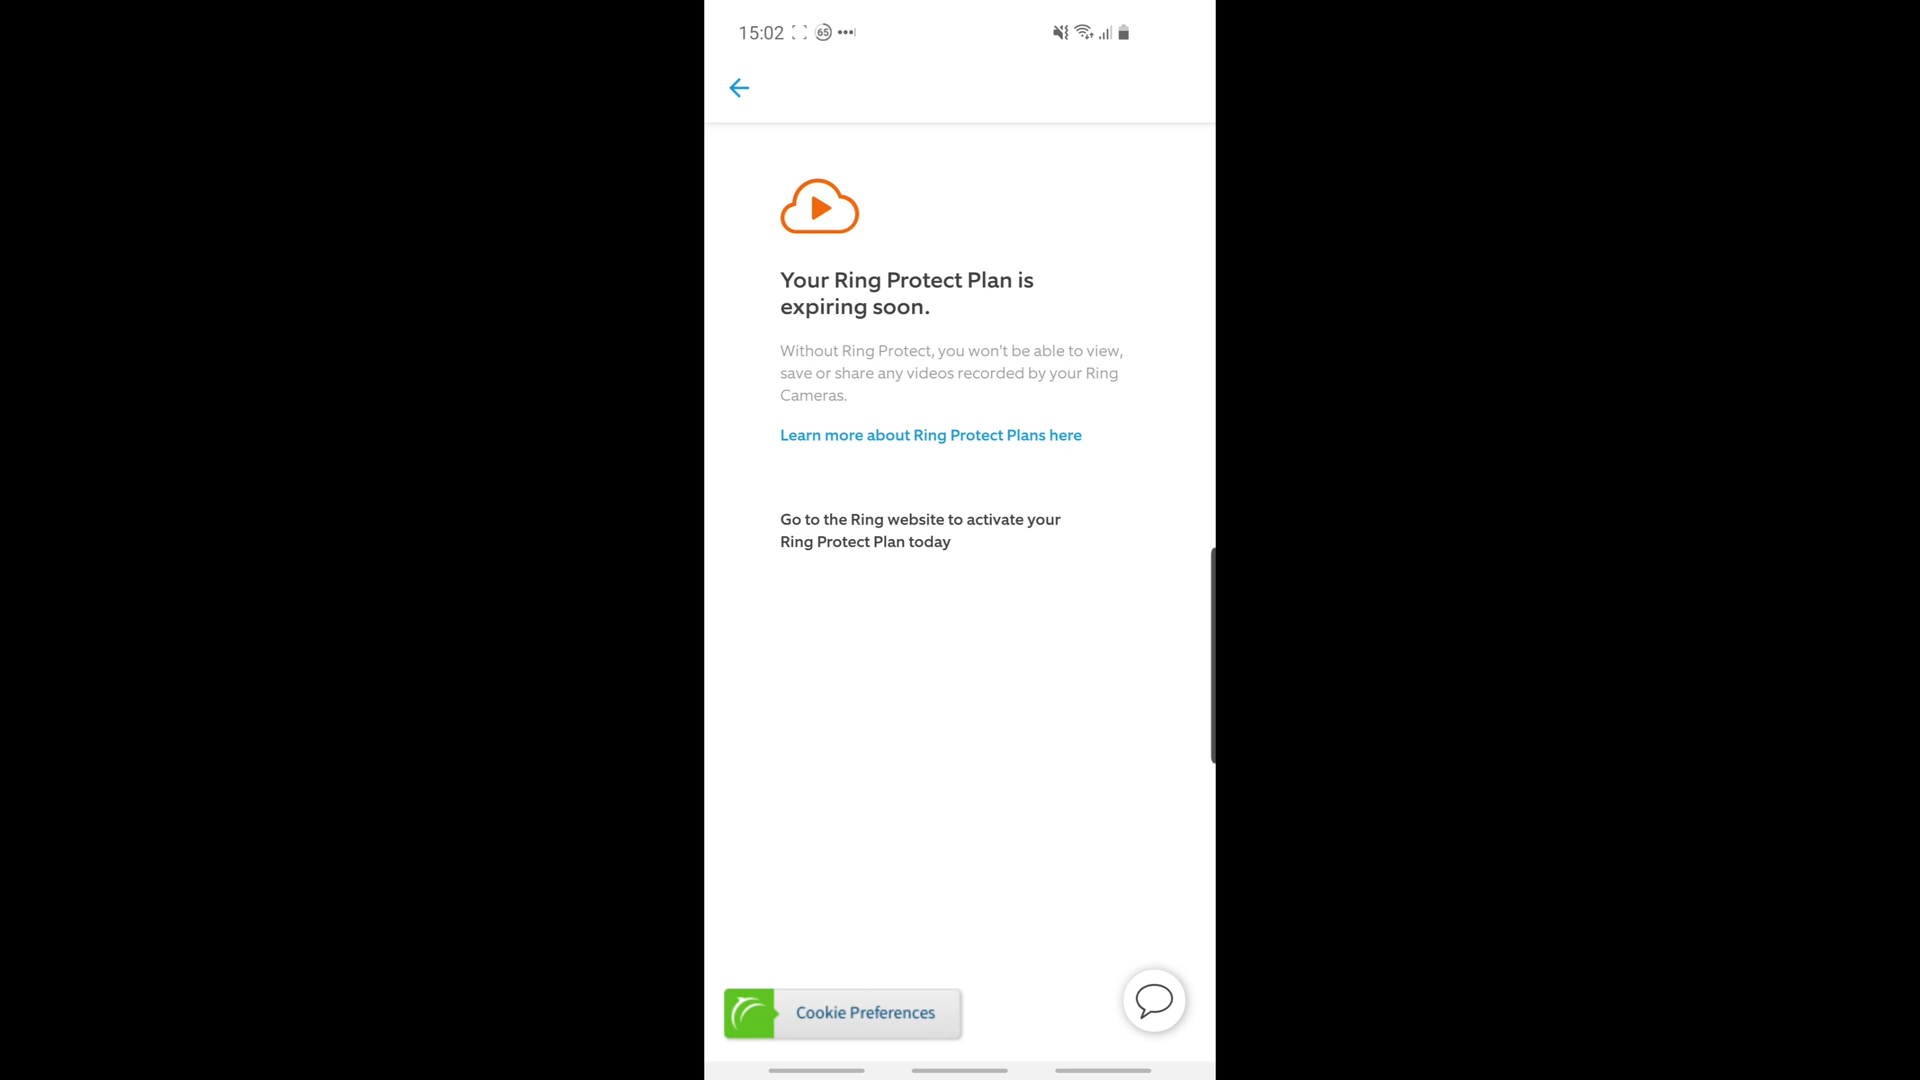 15:02
65
Your Ring Protect Plan is
expiring soon.
Without Ring Protect, you won't be able to view,
save or share any videos recorded by your Ring
Cameras.
Learn more about Ring Protect Plans here
Go to the Ring website to activate your
Ring Protect Plan today
Cookie Preferences